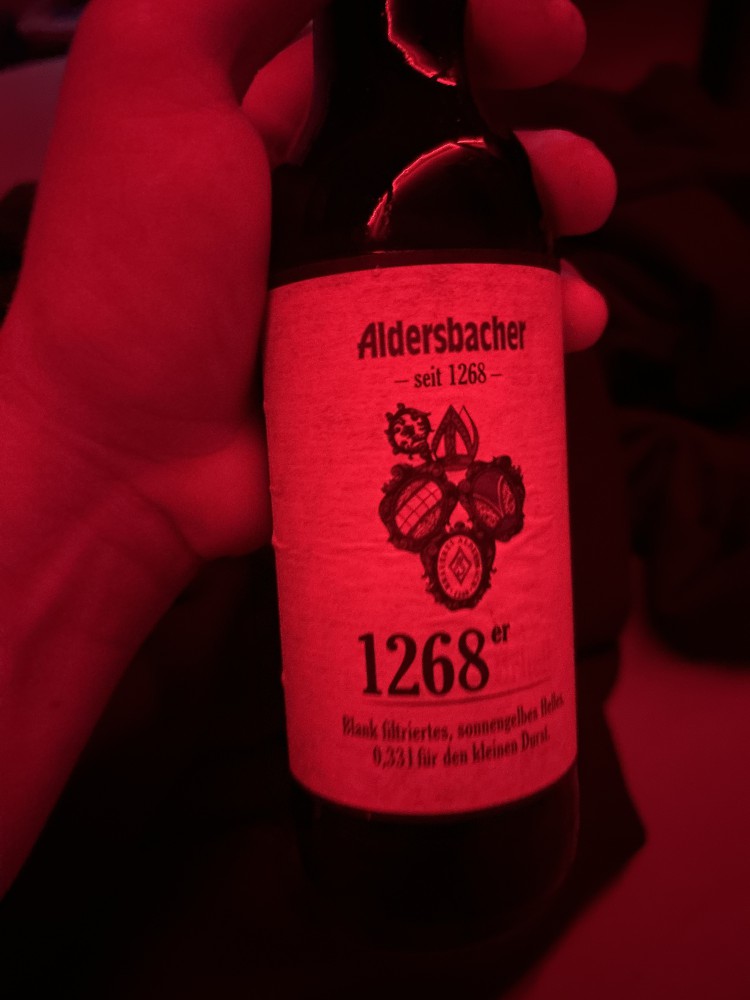 Aldersbacher
– seit 1268 –
1268er
Blank filtriertes, sonnengelbes Helles.
0,33 l für den kleinen Durst.